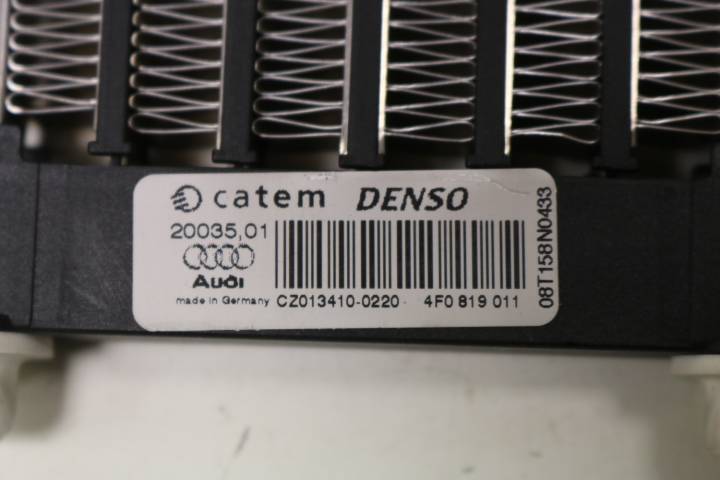 catem DENSO
20035,01
Audi
made in Germany CZ013410-0220 4F0 819 011
08T158N0433